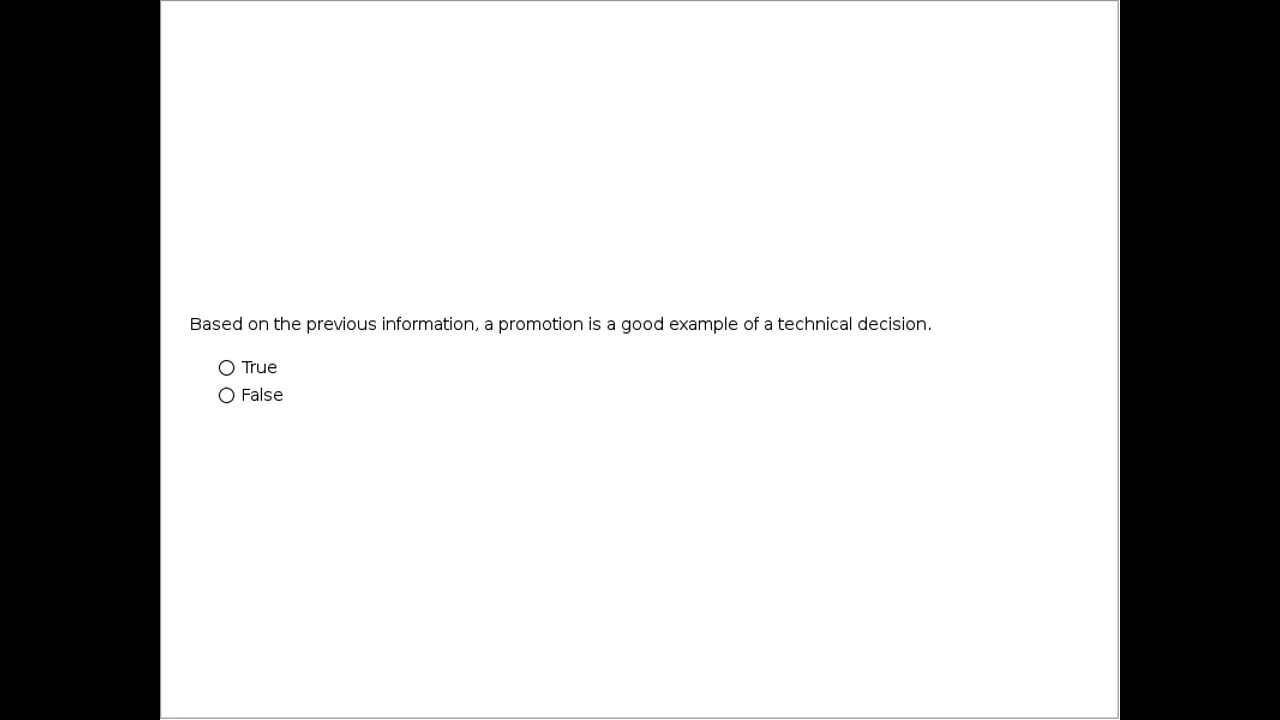 Based on the previous information, a promotion is a good example of a technical decision.
True
False